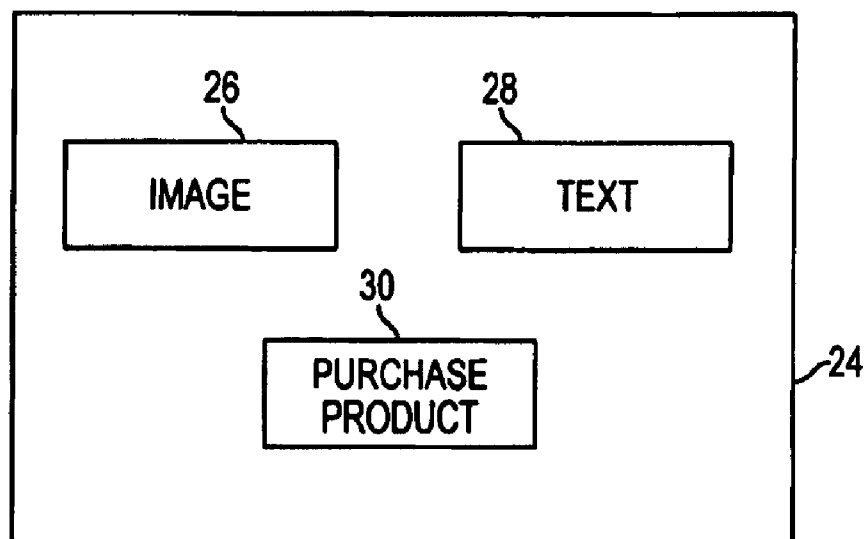 26
28
IMAGE
TEXT
30
PURCHASE
PRODUCT
24